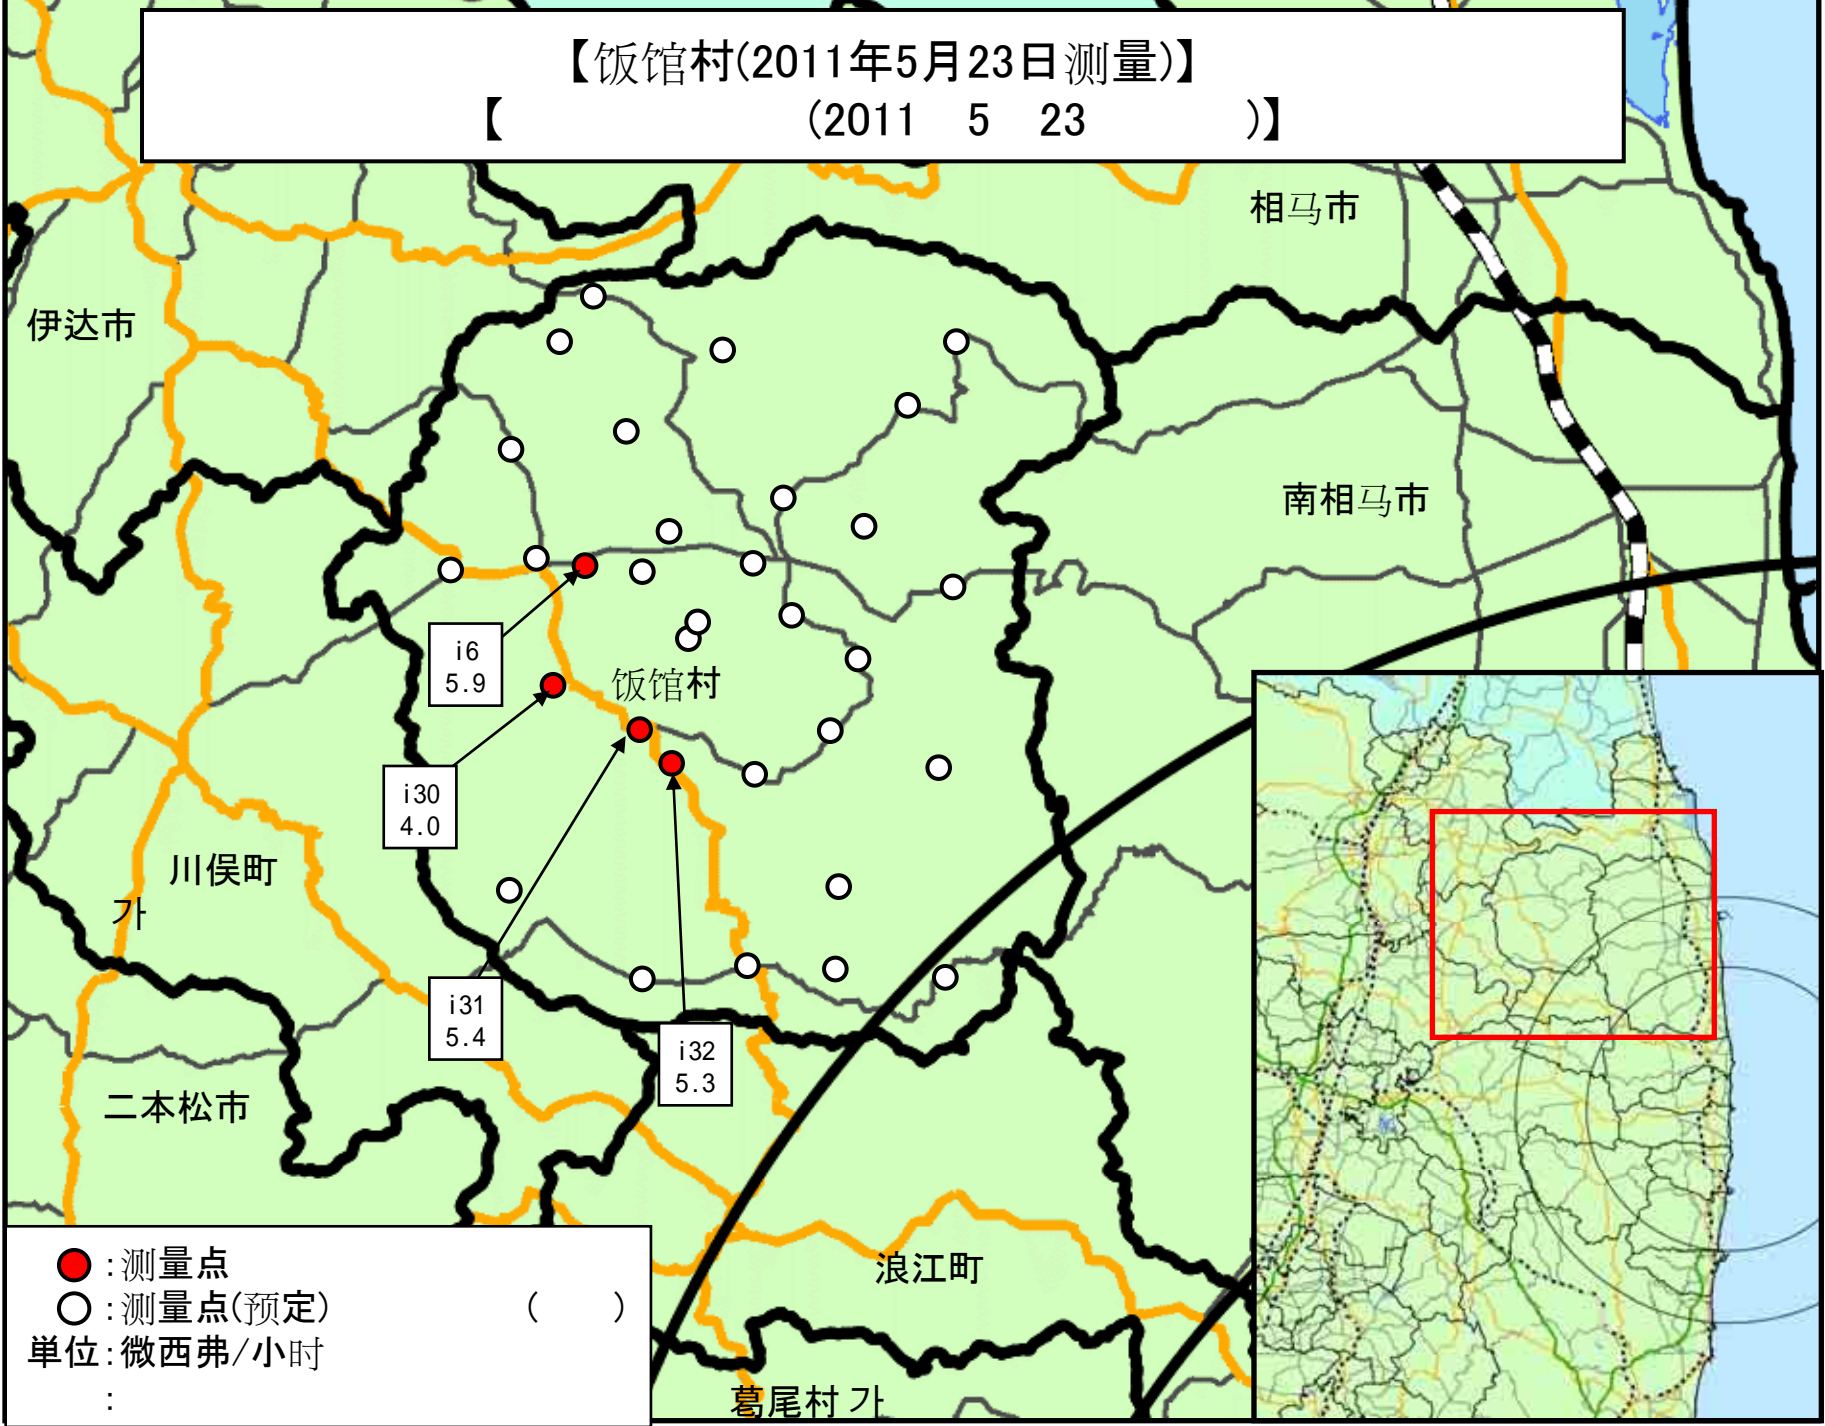 【饭馆村(2011年5月23日测量)】
【 (2011 5 23 )】
相马市
伊达市
南相马市
i6
5.9
饭馆村
i30
4.0
川俣町
가
i31
5.4
i32
5.3
二本松市
浪江町
葛尾村 가
:测量点
:测量点(预定) ( )
単位:微西弗/小时
: